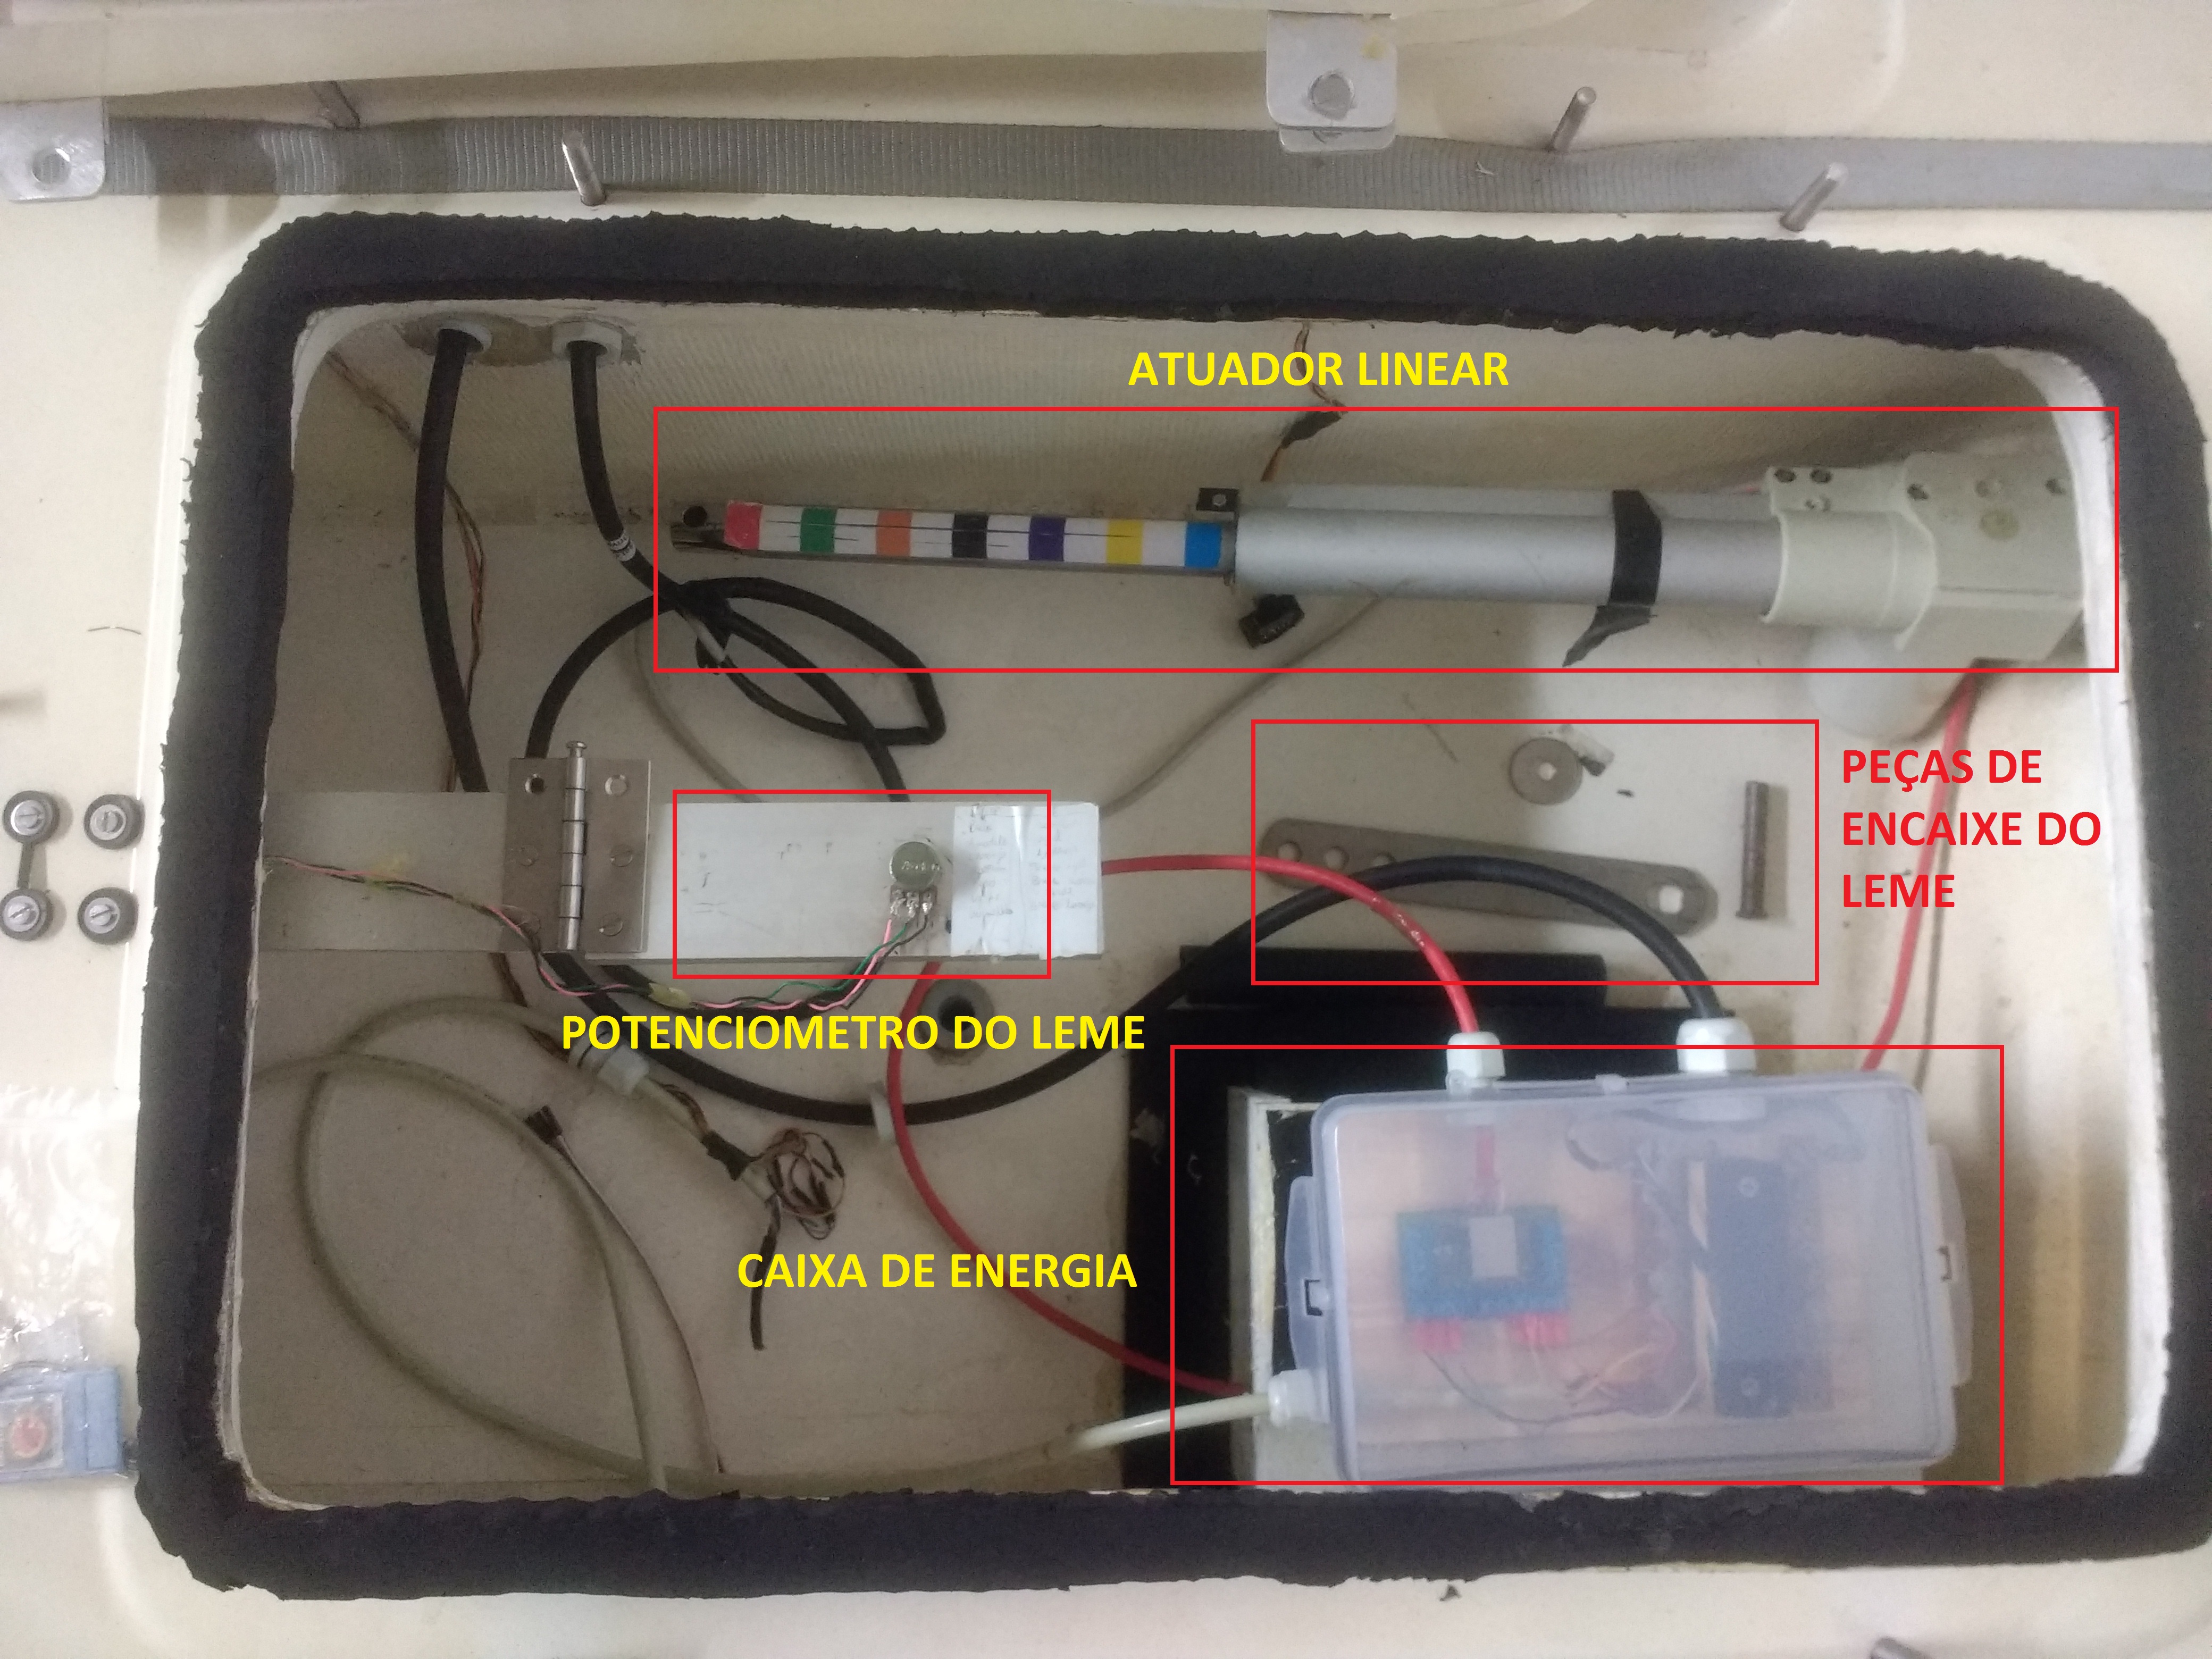 ATUADOR LINEAR
PEÇAS DE
ENCAIXE DO
LEME
POTENCIOMETRO DO LEME
CAIXA DE ENERGIA